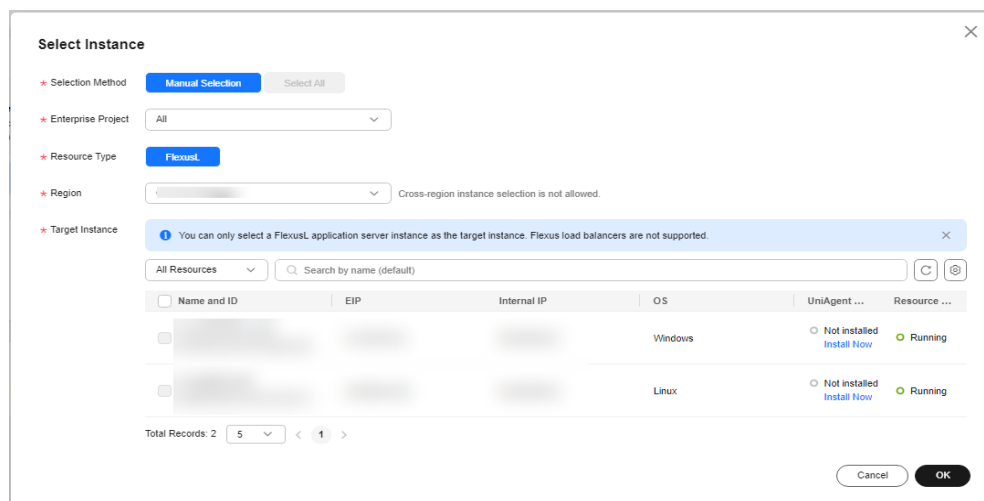 Select Instance
* Selection Method Manual Selection Select All
* Enterprise Project All
* Resource Type FlexusL
* Region Cross-region instance selection is not allowed.
* Target Instance You can only select a FlexusL application server instance as the target instance. Flexus load balancers are not supported.
All Resources Search by name (default)
Name and ID EIP Internal IP OS UniAgent ... Resource ...
Windows Not installed Running
Install Now
Linux Not installed Running
Install Now
Total Records: 2 5 < 1 >
Cancel OK